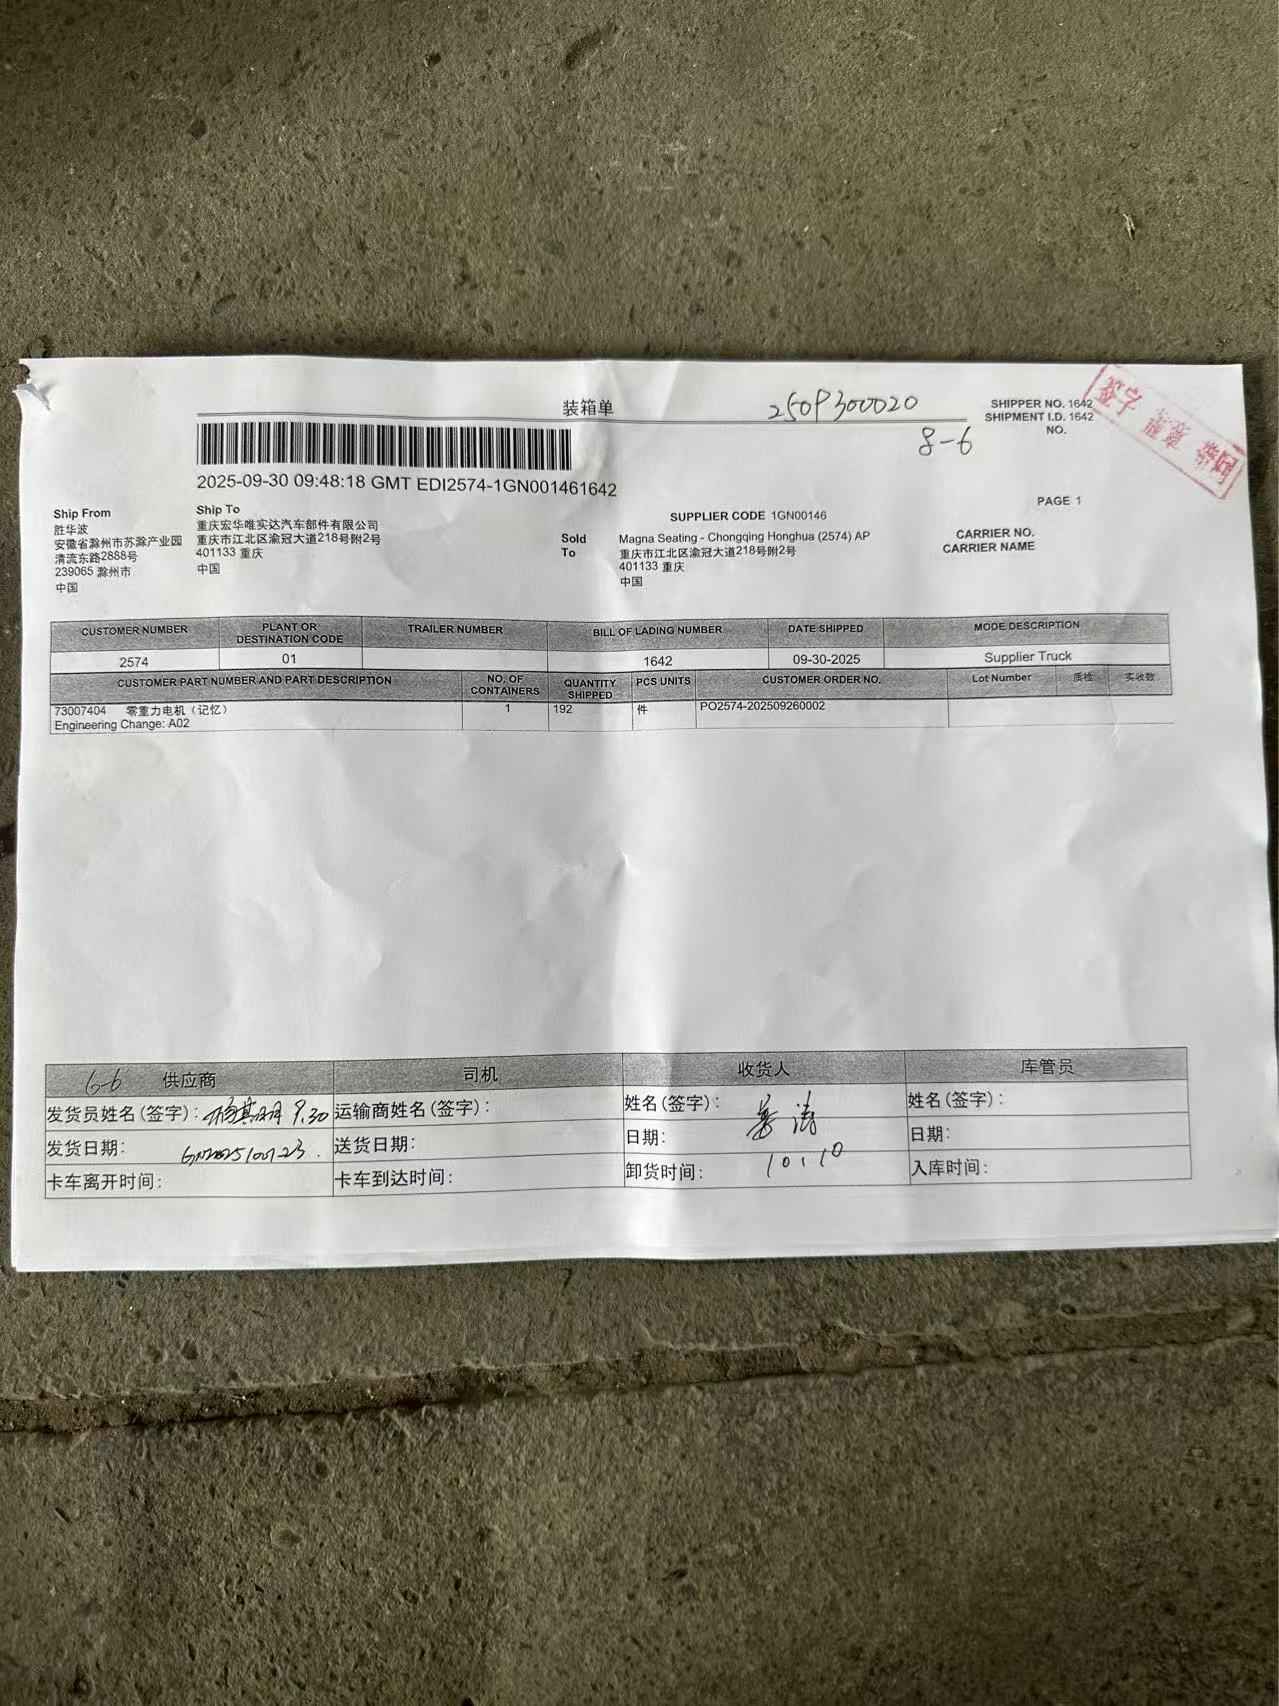 装箱单
250P300020
8-6
SHIPPER NO. 1642
SHIPMENT I.D. 1642
NO.
签字
2025-09-30 09:48:18 GMT EDI2574-1GN001461642
PAGE 1
Ship From
胜华波
安徽省滁州市苏滁产业园
清流东路2888号
239065 滁州市
中国
Ship To
重庆宏华唯实达汽车部件有限公司
重庆市江北区渝冠大道218号附2号
401133 重庆
中国
SUPPLIER CODE 1GN00146
Sold To
Magna Seating - Chongqing Honghua (2574) AP
重庆市江北区渝冠大道218号附2号
401133 重庆
中国
CARRIER NO.
CARRIER NAME
CUSTOMER NUMBER PLANT OR DESTINATION CODE TRAILER NUMBER BILL OF LADING NUMBER DATE SHIPPED MODE DESCRIPTION
2574 01 1642 09-30-2025 Supplier Truck
CUSTOMER PART NUMBER AND PART DESCRIPTION NO. OF CONTAINERS QUANTITY SHIPPED PCS UNITS CUSTOMER ORDER NO. Lot Number 质检 实收数
73007404 零重力电机（记忆） 1 192 件 PO2574-202509260002
Engineering Change: A02
6-6 供应商 司机 收货人 库管员
发货员姓名(签字): 9.30 运输商姓名(签字): 姓名(签字): 姓名(签字):
发货日期: 送货日期: 日期: 日期:
卡车离开时间: 卡车到达时间: 卸货时间: 10.10 入库时间: